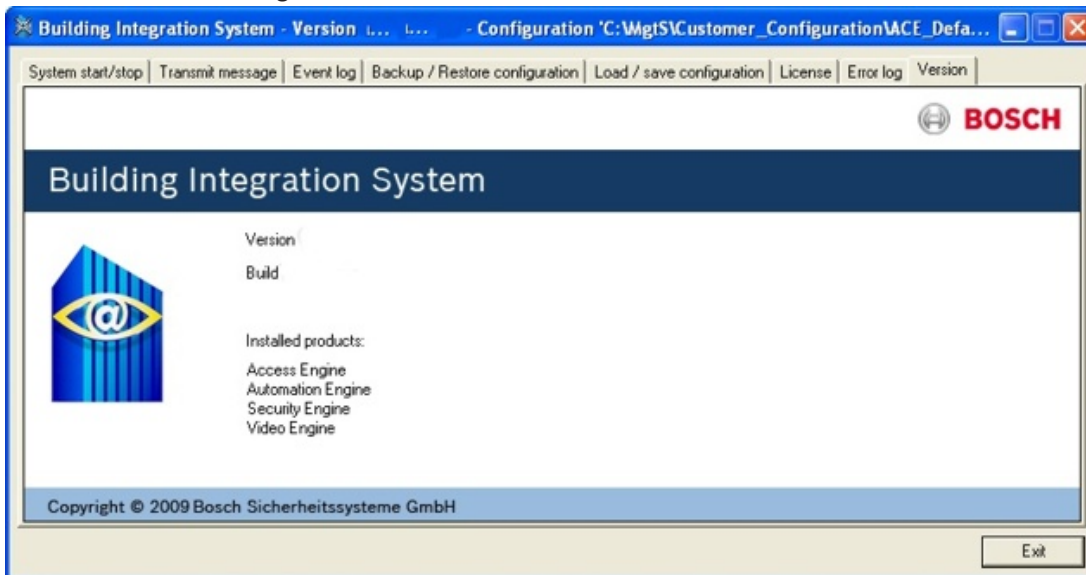 Building Integration System - Version - Configuration 'C:\MgtS\Customer_Configuration\ACE_Defa...
System start/stop Transmit message Event log Backup / Restore configuration Load / save configuration License Error log Version
BOSCH
Building Integration System
Version
Build
@
Installed products:
Access Engine
Automation Engine
Security Engine
Video Engine
Copyright © 2009 Bosch Sicherheitssysteme GmbH
Exit